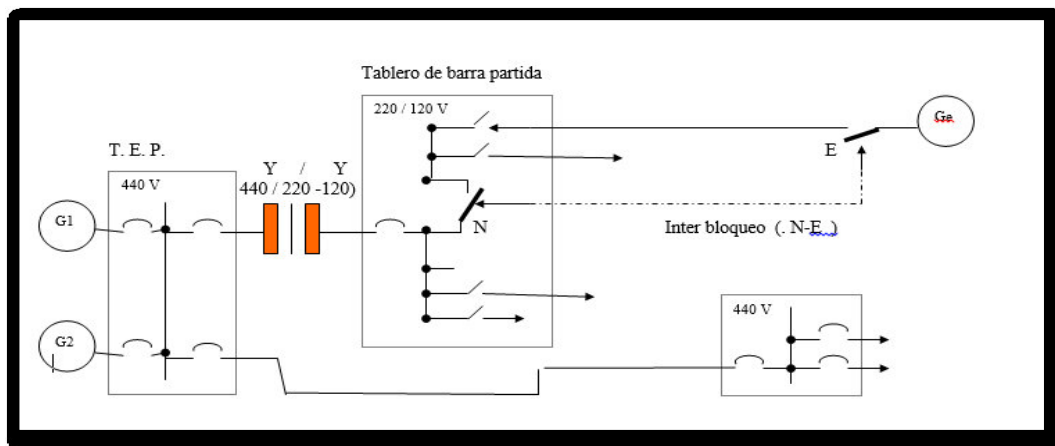 Tablero de barra partida
220 / 120 V
Ge
E
T. E. P.
440 V
Y / Y
440 / 220 -120)
G1
N
Inter bloqueo (. N-E )
G2
440 V